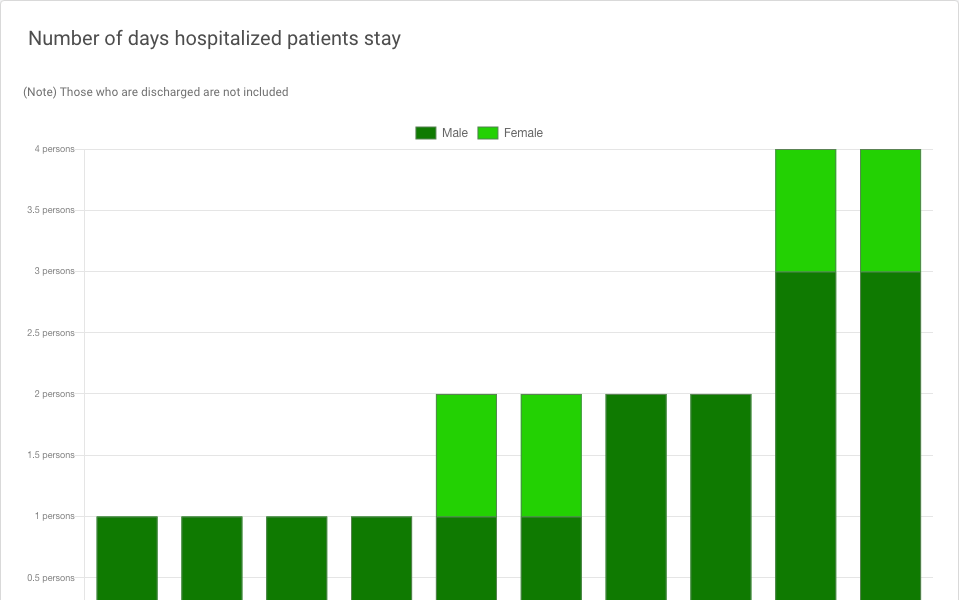 Number of days hospitalized patients stay
(Note) Those who are discharged are not included
Male Female
4 persons
3.5 persons
3 persons
2.5 persons
2 persons
1.5 persons
1 persons
0.5 persons